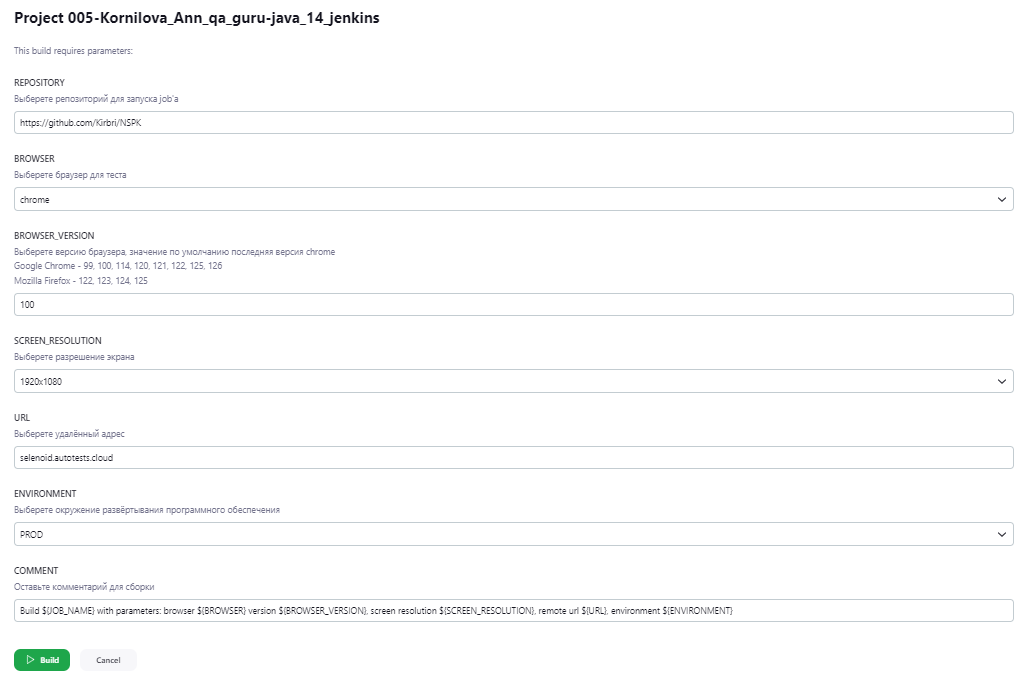 Project 005-Kornilova_Ann_qa_guru-java_14_jenkins
This build requires parameters:
REPOSITORY
Выберете репозиторий для запуска job'а
https://github.com/Kirbri/NSPK
BROWSER
Выберете браузер для теста
chrome
BROWSER_VERSION
Выберете версию браузера, значение по умолчанию последняя версия chrome
Google Chrome - 99, 100, 114, 120, 121, 122, 125, 126
Mozilla Firefox - 122, 123, 124, 125
100
SCREEN_RESOLUTION
Выберете разрешение экрана
1920x1080
URL
Выберете удалённый адрес
selenoid.autotests.cloud
ENVIRONMENT
Выберете окружение развёртывания программного обеспечения
PROD
COMMENT
Оставьте комментарий для сборки
Build ${JOB_NAME} with parameters: browser ${BROWSER} version ${BROWSER_VERSION}, screen resolution ${SCREEN_RESOLUTION}, remote url ${URL}, environment ${ENVIRONMENT}
Build
Cancel